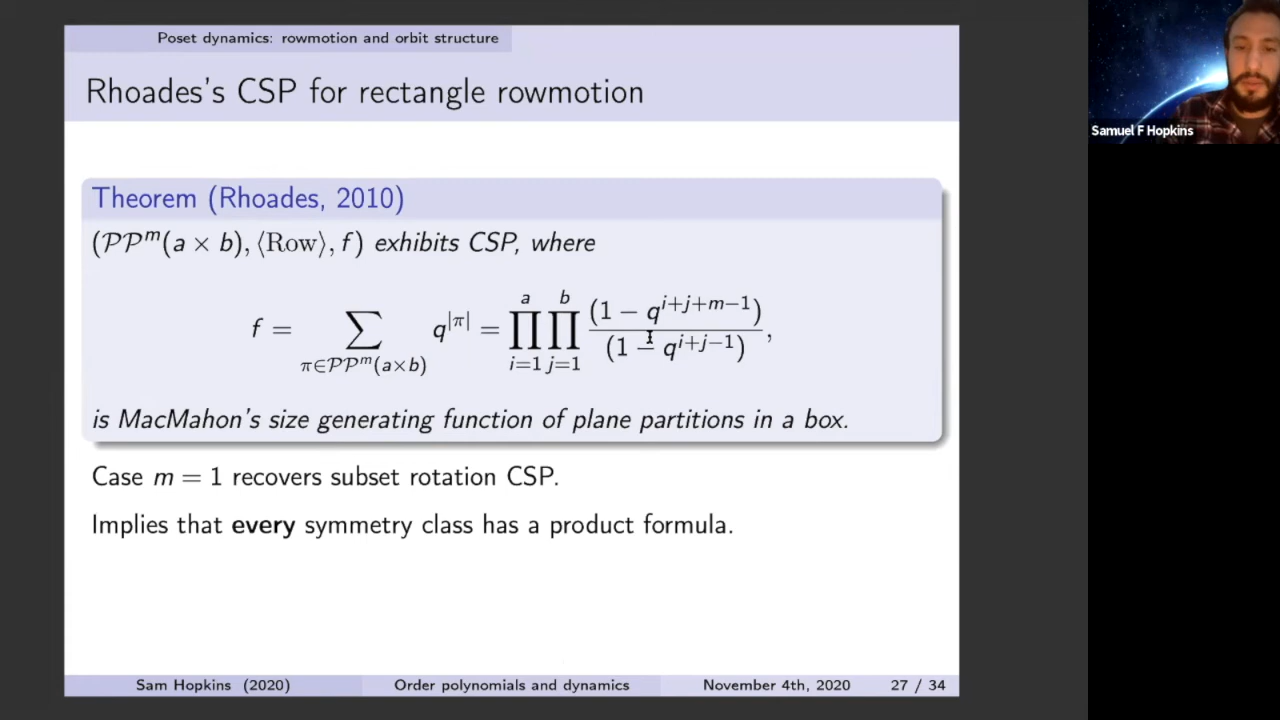 Poset dynamics: rowmotion and orbit structure
Rhoades's CSP for rectangle rowmotion
Samuel F Hopkins
Theorem (Rhoades, 2010)
(𝒫𝒫^m(a × b), ⟨Row⟩, f) exhibits CSP, where
f = ∑_{π∈𝒫𝒫^m(a×b)} q^{|π|} = ∏_{i=1}^{a} ∏_{j=1}^{b} (1 − q^{i+j+m−1}) / (1 − q^{i+j−1}),
is MacMahon's size generating function of plane partitions in a box.
Case m = 1 recovers subset rotation CSP.
Implies that every symmetry class has a product formula.
Sam Hopkins (2020) Order polynomials and dynamics November 4th, 2020 27 / 34